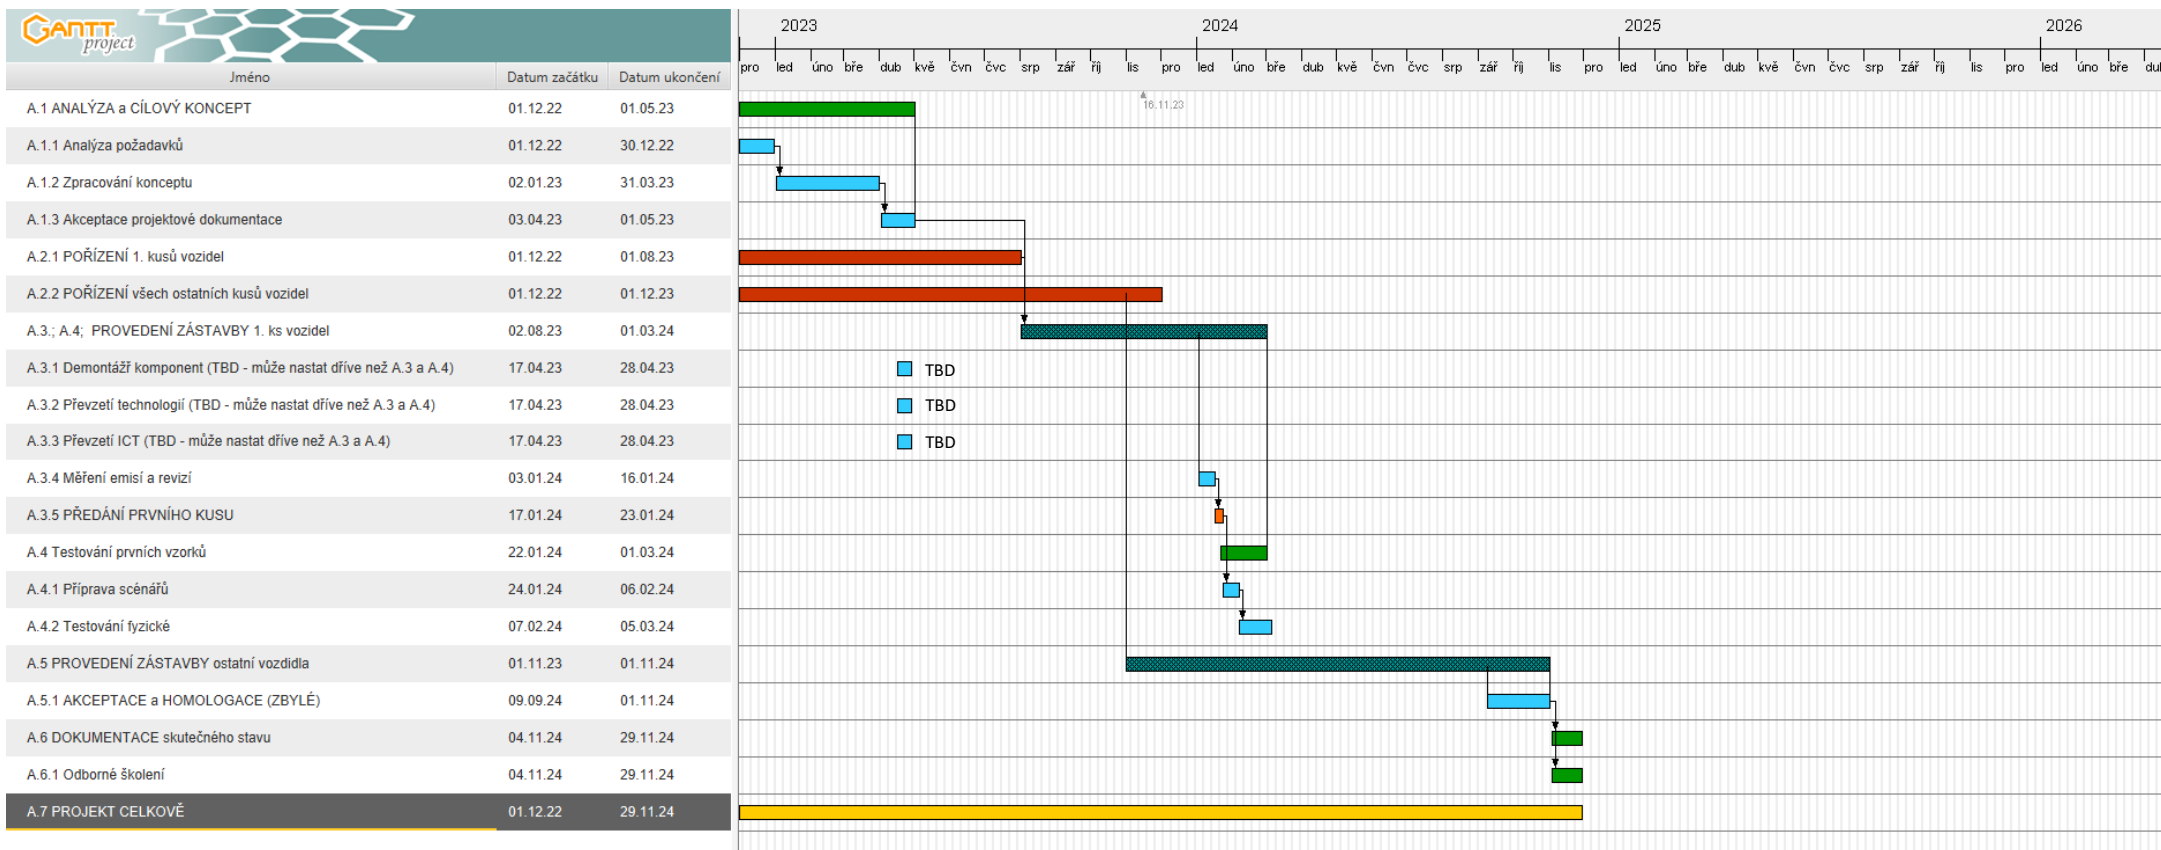 GANTT
project
2023 2024 2025 2026
Jméno Datum začátku Datum ukončení
pro led úno bře dub kvě čvn čvc srp zář říj lis pro led úno bře dub kvě čvn čvc srp zář říj lis pro led úno bře dub kvě čvn čvc srp zář říj lis pro led úno bře dub
16.11.23
A.1 ANALÝZA a CÍLOVÝ KONCEPT 01.12.22 01.05.23
A.1.1 Analýza požadavků 01.12.22 30.12.22
A.1.2 Zpracování konceptu 02.01.23 31.03.23
A.1.3 Akceptace projektové dokumentace 03.04.23 01.05.23
A.2.1 POŘÍZENÍ 1. kusů vozidel 01.12.22 01.08.23
A.2.2 POŘÍZENÍ všech ostatních kusů vozidel 01.12.22 01.12.23
A.3.; A.4; PROVEDENÍ ZÁSTAVBY 1. ks vozidel 02.08.23 01.03.24
A.3.1 Demontážř komponent (TBD - může nastat dříve než A.3 a A.4) 17.04.23 28.04.23 TBD
A.3.2 Převzetí technologií (TBD - může nastat dříve než A.3 a A.4) 17.04.23 28.04.23 TBD
A.3.3 Převzetí ICT (TBD - může nastat dříve než A.3 a A.4) 17.04.23 28.04.23 TBD
A.3.4 Měření emisí a revizí 03.01.24 16.01.24
A.3.5 PŘEDÁNÍ PRVNÍHO KUSU 17.01.24 23.01.24
A.4 Testování prvních vzorků 22.01.24 01.03.24
A.4.1 Příprava scénářů 24.01.24 06.02.24
A.4.2 Testování fyzické 07.02.24 05.03.24
A.5 PROVEDENÍ ZÁSTAVBY ostatní vozdidla 01.11.23 01.11.24
A.5.1 AKCEPTACE a HOMOLOGACE (ZBYLÉ) 09.09.24 01.11.24
A.6 DOKUMENTACE skutečného stavu 04.11.24 29.11.24
A.6.1 Odborné školení 04.11.24 29.11.24
A.7 PROJEKT CELKOVĚ 01.12.22 29.11.24